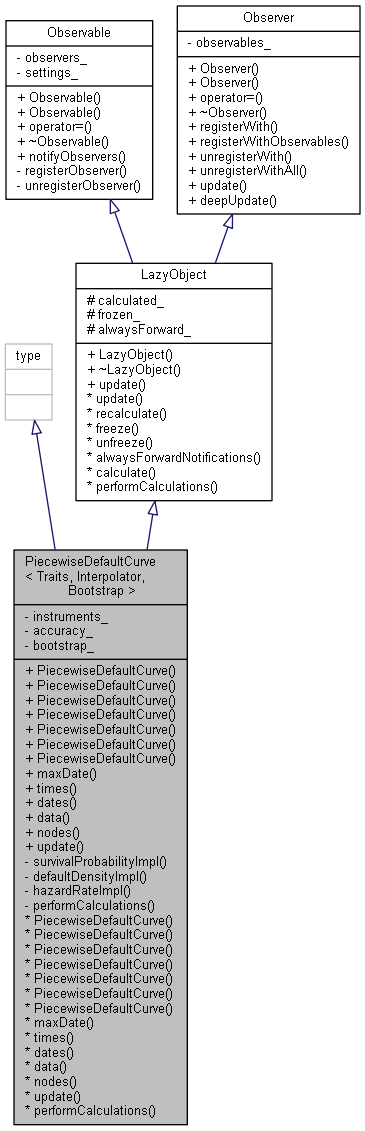 Observable
- observers_
- settings_
+ Observable()
+ Observable()
+ operator=()
+ ~Observable()
+ notifyObservers()
- registerObserver()
- unregisterObserver()
Observer
- observables_
+ Observer()
+ Observer()
+ operator=()
+ ~Observer()
+ registerWith()
+ registerWithObservables()
+ unregisterWith()
+ unregisterWithAll()
+ update()
+ deepUpdate()
LazyObject
# calculated_
# frozen_
# alwaysForward_
+ LazyObject()
+ ~LazyObject()
+ update()
* update()
* recalculate()
* freeze()
* unfreeze()
* alwaysForwardNotifications()
* calculate()
* performCalculations()
type
PiecewiseDefaultCurve
< Traits, Interpolator,
Bootstrap >
- instruments_
- accuracy_
- bootstrap_
+ PiecewiseDefaultCurve()
+ PiecewiseDefaultCurve()
+ PiecewiseDefaultCurve()
+ PiecewiseDefaultCurve()
+ PiecewiseDefaultCurve()
+ PiecewiseDefaultCurve()
+ PiecewiseDefaultCurve()
+ maxDate()
+ times()
+ dates()
+ data()
+ nodes()
+ update()
- survivalProbabilityImpl()
- defaultDensityImpl()
- hazardRateImpl()
- performCalculations()
* PiecewiseDefaultCurve()
* PiecewiseDefaultCurve()
* PiecewiseDefaultCurve()
* PiecewiseDefaultCurve()
* PiecewiseDefaultCurve()
* PiecewiseDefaultCurve()
* PiecewiseDefaultCurve()
* maxDate()
* times()
* dates()
* data()
* nodes()
* update()
* performCalculations()